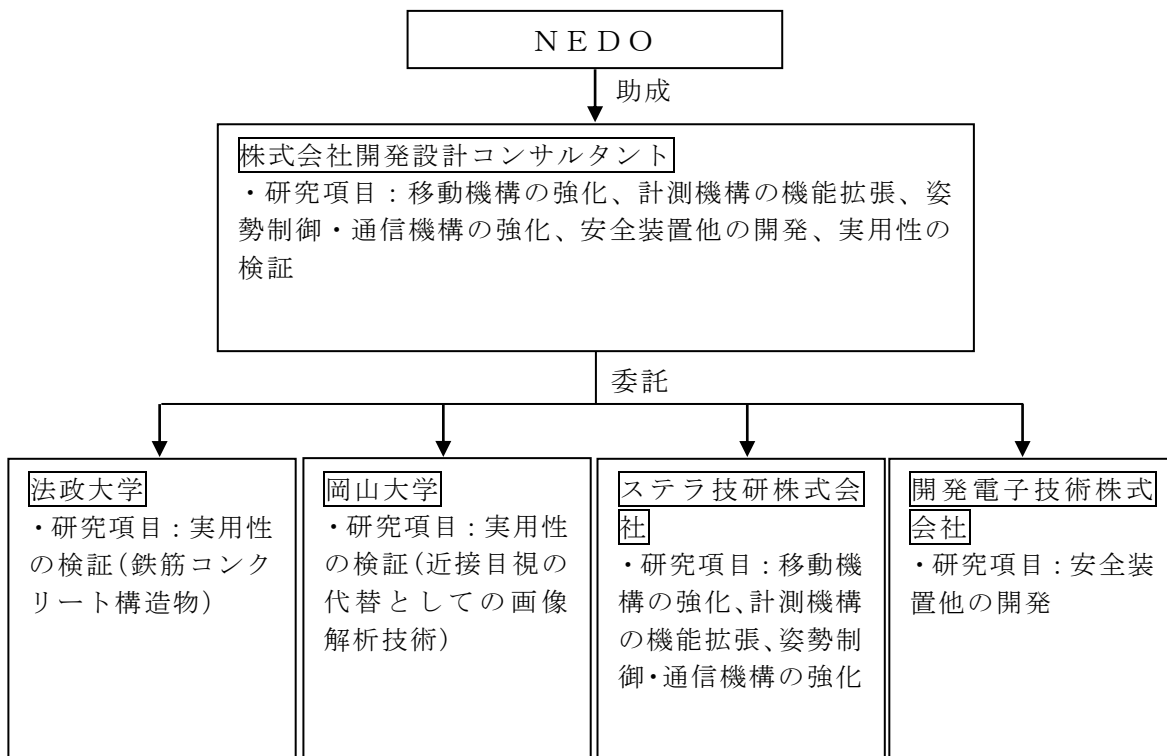 NEDO
助成
株式会社開発設計コンサルタント
・研究項目：移動機構の強化、計測機構の機能拡張、姿
勢制御・通信機構の強化、安全装置他の開発、実用性の
検証
委託
法政大学
・研究項目：実用性
の検証(鉄筋コンク
リート構造物)
岡山大学
・研究項目：実用性
の検証(近接目視の
代替としての画像
解析技術)
ステラ技研株式会
社
・研究項目：移動機
構の強化、計測機構
の機能拡張、姿勢制
御・通信機構の強化
開発電子技術株式
会社
・研究項目：安全装
置他の開発